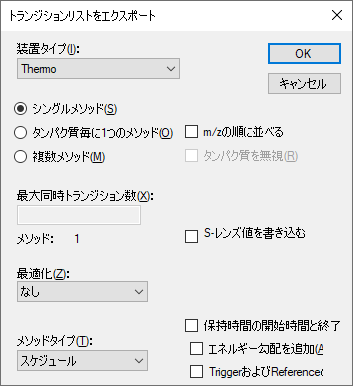 トランジションリストをエクスポート
装置タイプ(I):
Thermo
OK
キャンセル
シングルメソッド(S)
タンパク質毎に1つのメソッド(O)
m/zの順に並べる
複数メソッド(M)
タンパク質を無視(R)
最大同時トランジション数(X):
メソッド: 1
S-レンズ値を書き込む
最適化(Z):
なし
保持時間の開始時間と終了
メソッドタイプ(T):
エネルギー勾配を追加(A
スケジュール
TriggerおよびReference